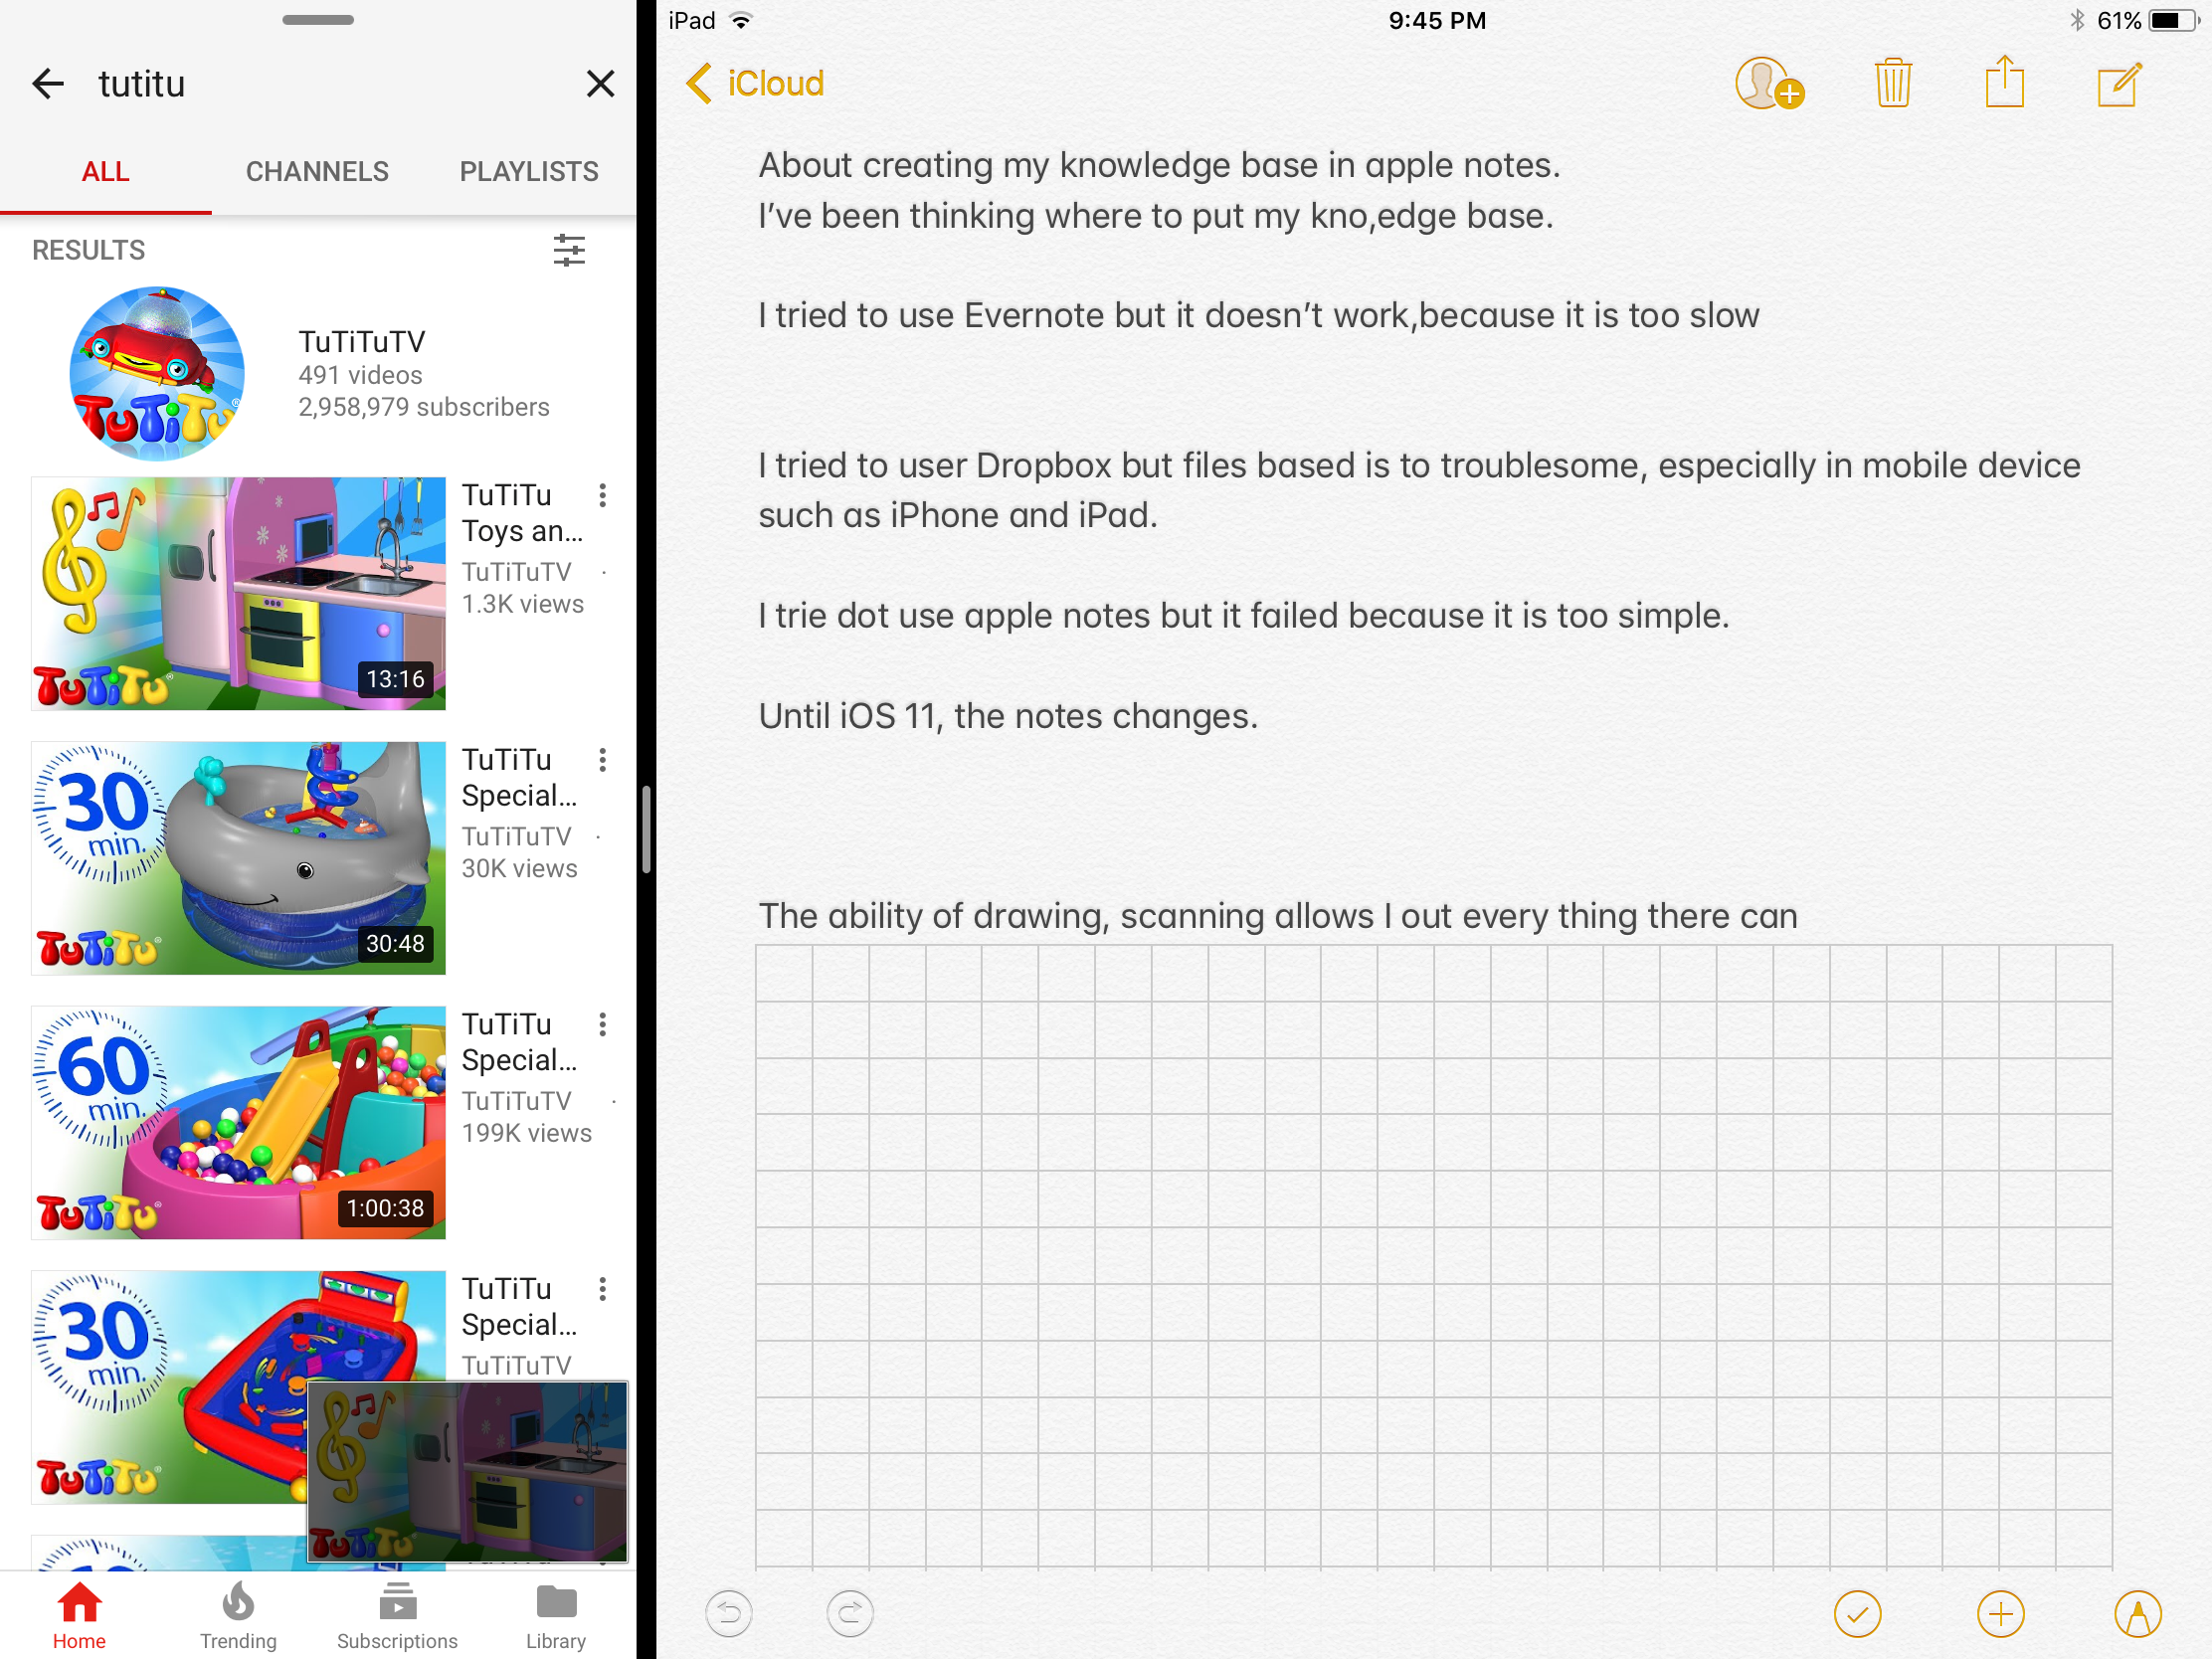 tutitu
ALL CHANNELS PLAYLISTS
RESULTS
TuTiTuTV
491 videos
2,958,979 subscribers
TuTiTu
TuTiTu
Toys an...
TuTiTuTV ·
1.3K views
13:16
TuTiTu
30
min.
TuTiTu
Special...
TuTiTuTV ·
30K views
30:48
TuTiTu
60
min.
TuTiTu
Special...
TuTiTuTV ·
199K views
1:00:38
TuTiTu
30
min.
TuTiTu
Special...
TuTiTuTV
TuTiTu
TuTiTu
Home Trending Subscriptions Library
iPad 9:45 PM 61%
iCloud
About creating my knowledge base in apple notes.
I’ve been thinking where to put my kno,edge base.
I tried to use Evernote but it doesn’t work,because it is too slow
I tried to user Dropbox but files based is to troublesome, especially in mobile device
such as iPhone and iPad.
I trie dot use apple notes but it failed because it is too simple.
Until iOS 11, the notes changes.
The ability of drawing, scanning allows I out every thing there can